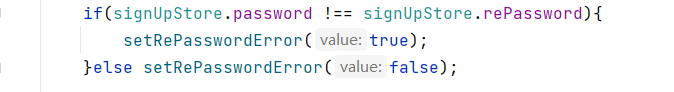 if(signUpStore.password !== signUpStore.rePassword){
setRePasswordError( value: true);
}else setRePasswordError( value: false);